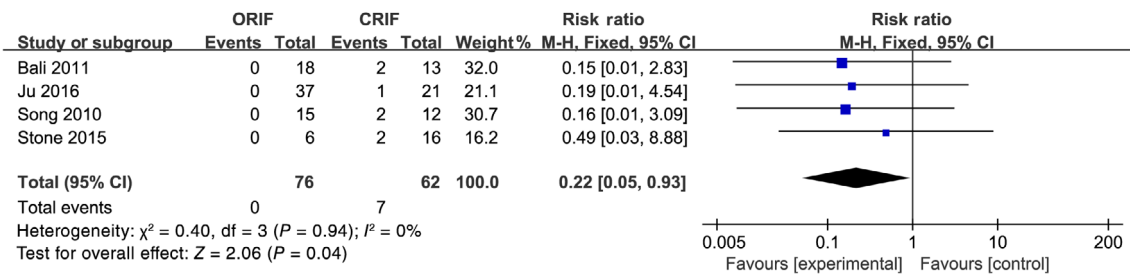 ORIF CRIF Risk ratio Risk ratio
Study or subgroup Events Total Events Total Weight% M-H, Fixed, 95% CI M-H, Fixed, 95% CI
Bali 2011 0 18 2 13 32.0 0.15 [0.01, 2.83]
Ju 2016 0 37 1 21 21.1 0.19 [0.01, 4.54]
Song 2010 0 15 2 12 30.7 0.16 [0.01, 3.09]
Stone 2015 0 6 2 16 16.2 0.49 [0.03, 8.88]
Total (95% CI) 76 62 100.0 0.22 [0.05, 0.93]
Total events 0 7
Heterogeneity: χ² = 0.40, df = 3 (P = 0.94); I² = 0%
Test for overall effect: Z = 2.06 (P = 0.04)
0.005 0.1 1 10 200
Favours [experimental] Favours [control]